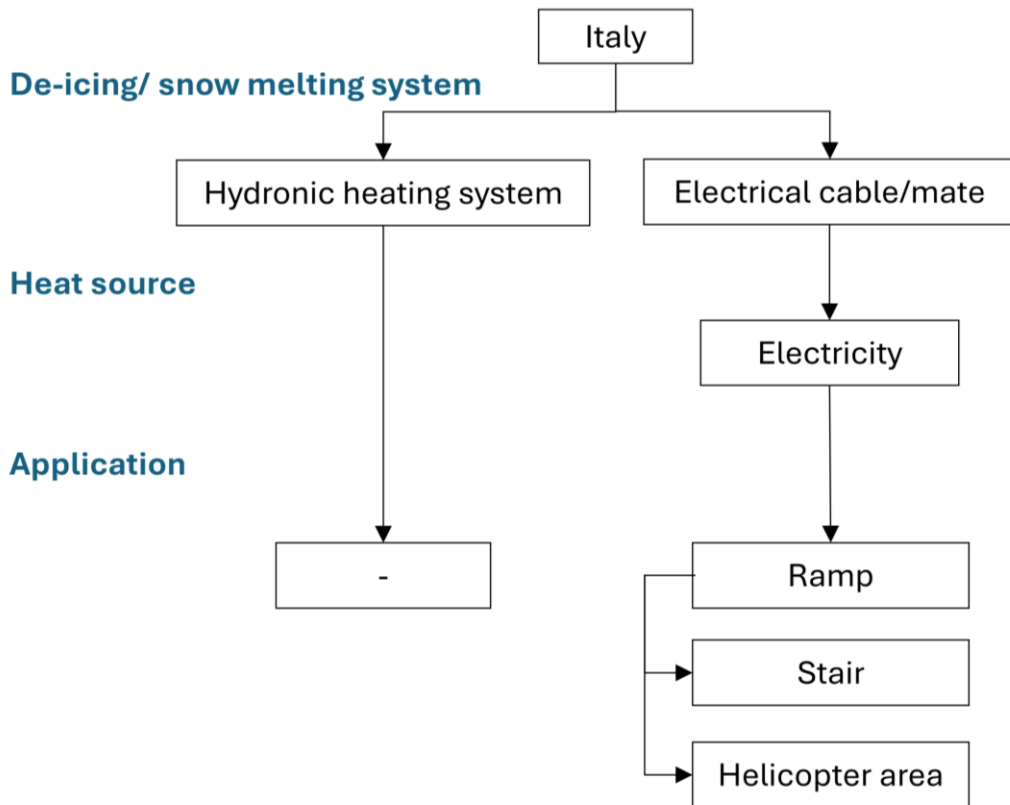 Italy
De-icing/ snow melting system
Hydronic heating system
Electrical cable/mate
Heat source
Electricity
Application
-
Ramp
Stair
Helicopter area